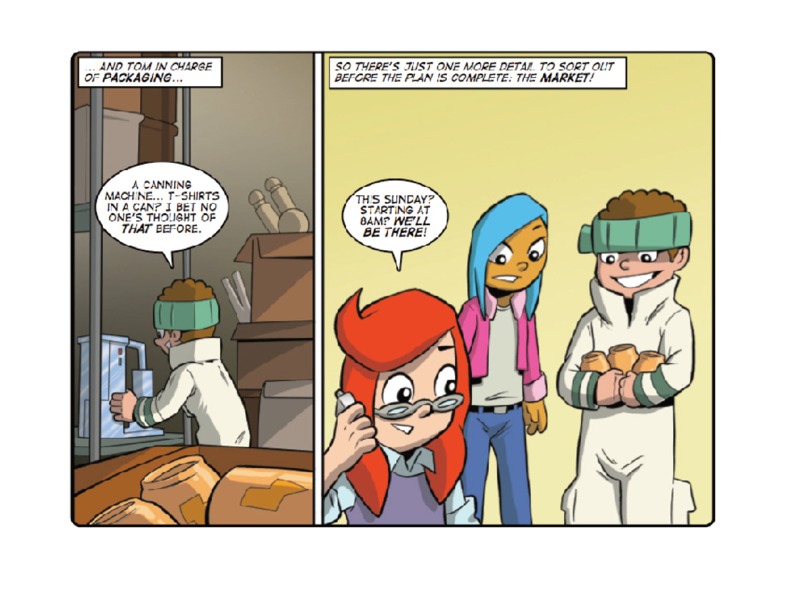 ... AND TOM IN CHARGE
OF PACKAGING...
A CANNING
MACHINE... T-SHIRTS
IN A CAN? I BET NO
ONE'S THOUGHT OF
THAT BEFORE.
SO THERE'S JUST ONE MORE DETAIL TO SORT OUT
BEFORE THE PLAN IS COMPLETE: THE MARKET!
THIS SUNDAY?
STARTING AT
8AM? WE'LL
BE THERE!